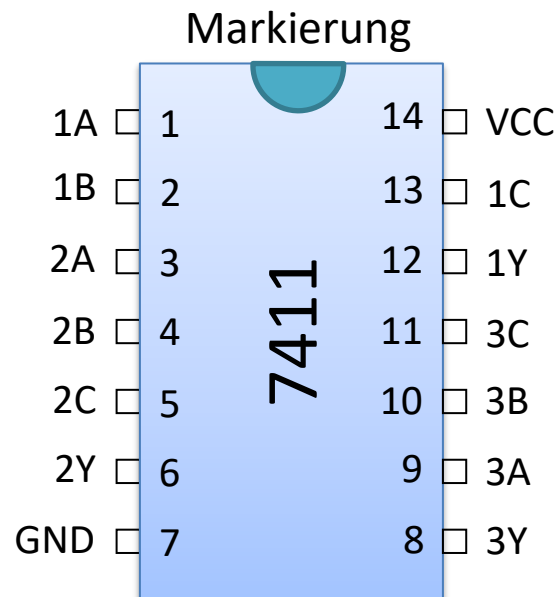 Markierung
1A 1 14 VCC
1B 2 13 1C
2A 3 12 1Y
2B 4 11 3C
2C 5 10 3B
2Y 6 9 3A
GND 7 8 3Y
7411